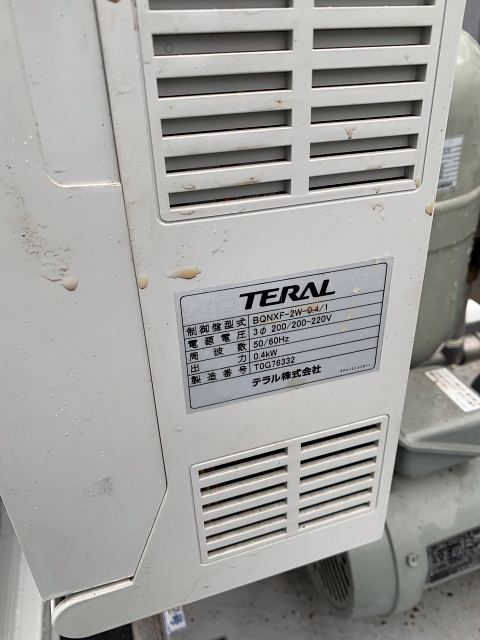 TERAL
制御盤型式 BQNXF-2W-0.4/1
電源電圧 3φ 200/200-220V
周波数 50/60Hz
出力 0.4kW
製造番号 T0G76332
テラル株式会社